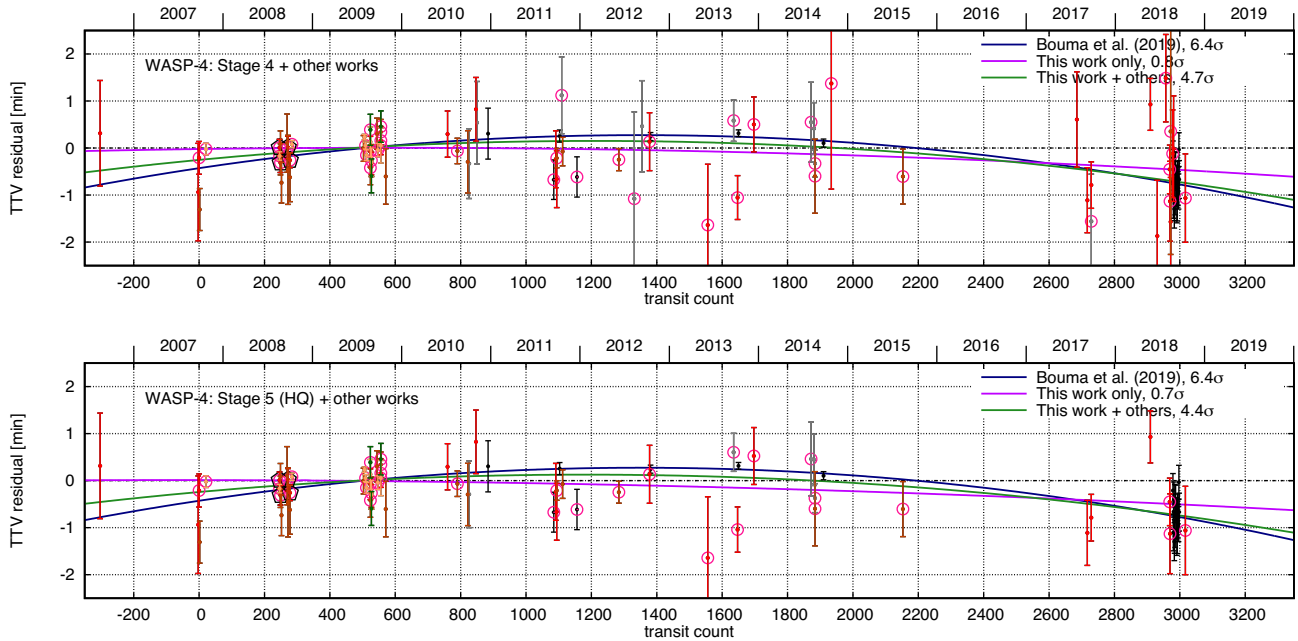 2007 2008 2009 2010 2011 2012 2013 2014 2015 2016 2017 2018 2019
WASP-4: Stage 4 + other works
Bouma et al. (2019), 6.4σ
This work only, 0.8σ
This work + others, 4.7σ
TTV residual [min]
2
1
0
-1
-2
-200 0 200 400 600 800 1000 1200 1400 1600 1800 2000 2200 2400 2600 2800 3000 3200
transit count
2007 2008 2009 2010 2011 2012 2013 2014 2015 2016 2017 2018 2019
WASP-4: Stage 5 (HQ) + other works
Bouma et al. (2019), 6.4σ
This work only, 0.7σ
This work + others, 4.4σ
TTV residual [min]
2
1
0
-1
-2
-200 0 200 400 600 800 1000 1200 1400 1600 1800 2000 2200 2400 2600 2800 3000 3200
transit count